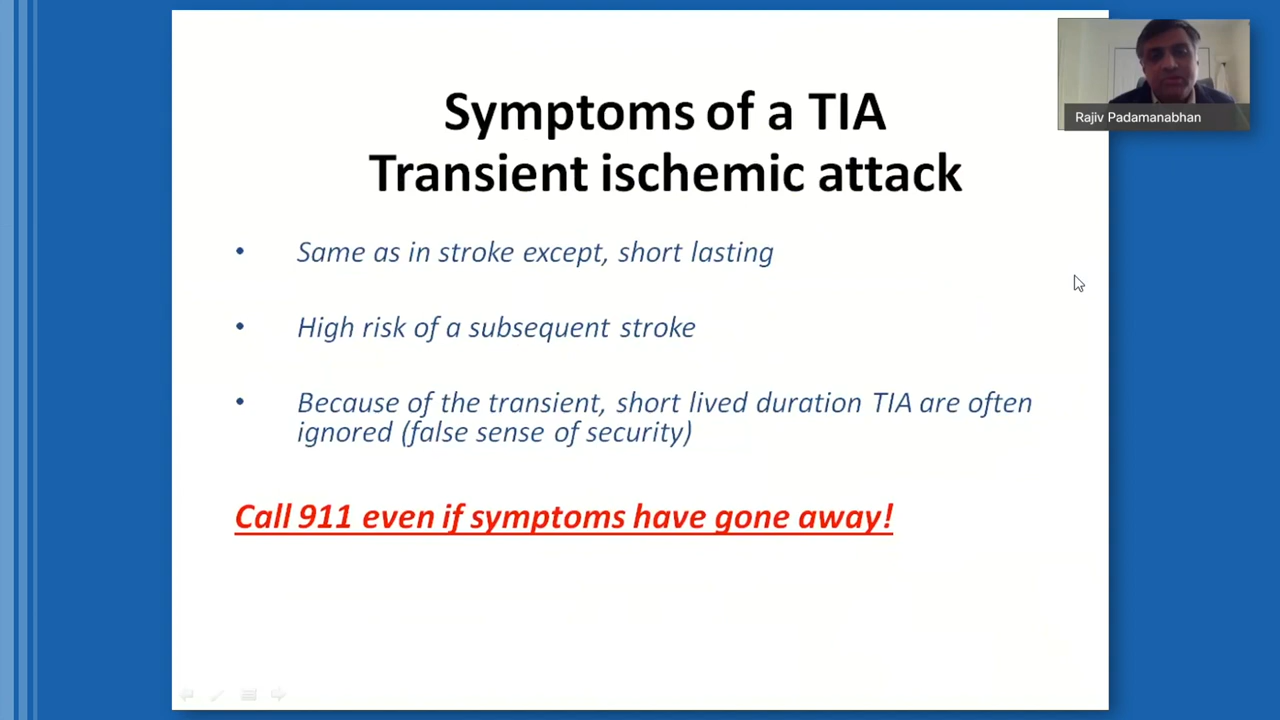 Symptoms of a TIA
Transient ischemic attack
• Same as in stroke except, short lasting
• High risk of a subsequent stroke
• Because of the transient, short lived duration TIA are often
ignored (false sense of security)
Call 911 even if symptoms have gone away!
Rajiv Padamanabhan